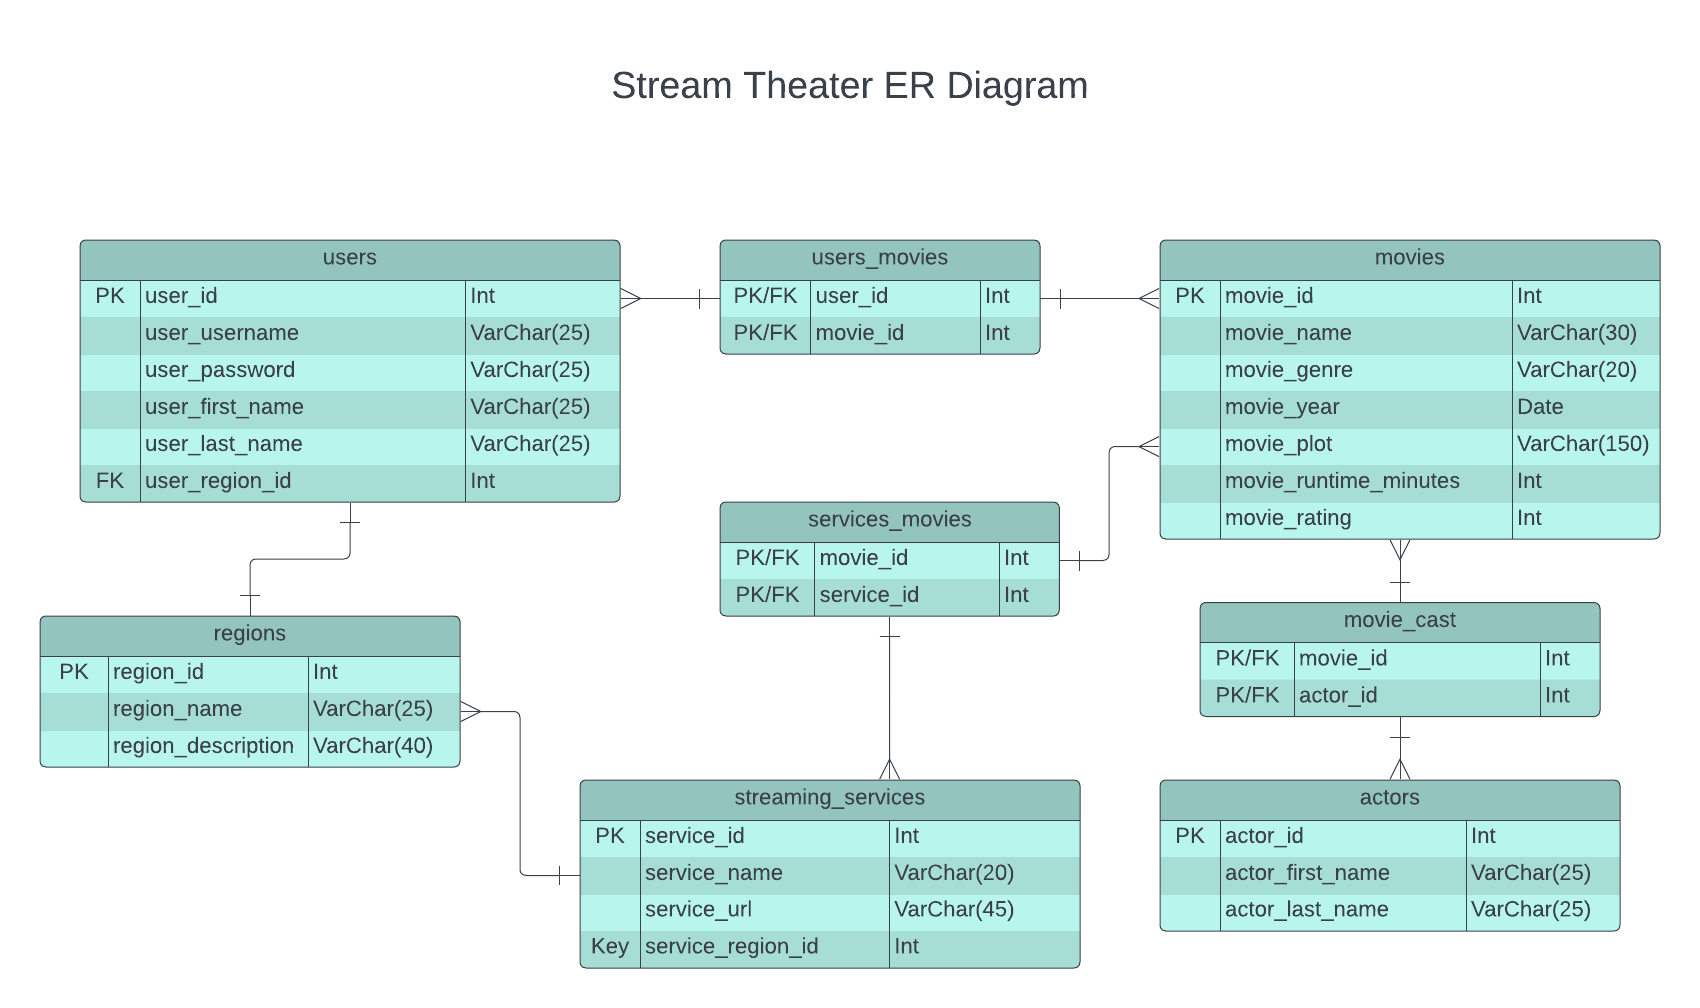 Stream Theater ER Diagram
users
PK user_id Int
user_username VarChar(25)
user_password VarChar(25)
user_first_name VarChar(25)
user_last_name VarChar(25)
FK user_region_id Int
users_movies
PK/FK user_id Int
PK/FK movie_id Int
movies
PK movie_id Int
movie_name VarChar(30)
movie_genre VarChar(20)
movie_year Date
movie_plot VarChar(150)
movie_runtime_minutes Int
movie_rating Int
services_movies
PK/FK movie_id Int
PK/FK service_id Int
regions
PK region_id Int
region_name VarChar(25)
region_description VarChar(40)
movie_cast
PK/FK movie_id Int
PK/FK actor_id Int
streaming_services
PK service_id Int
service_name VarChar(20)
service_url VarChar(45)
Key service_region_id Int
actors
PK actor_id Int
actor_first_name VarChar(25)
actor_last_name VarChar(25)